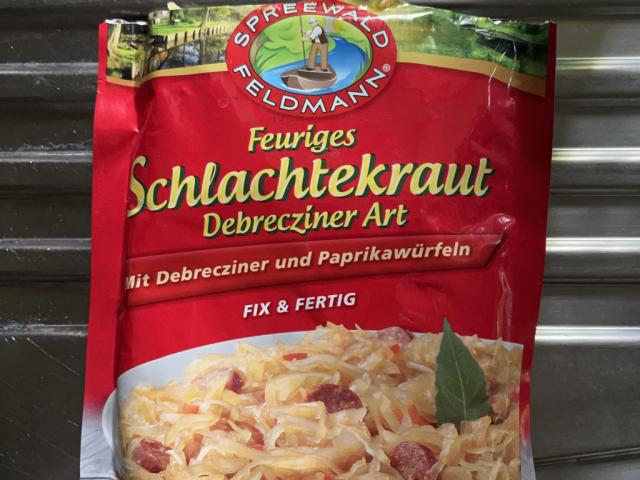 SPREEWALD
FELDMANN®
Feuriges
Schlachtekraut
Debrecziner Art
Mit Debrecziner und Paprikawürfeln
FIX & FERTIG